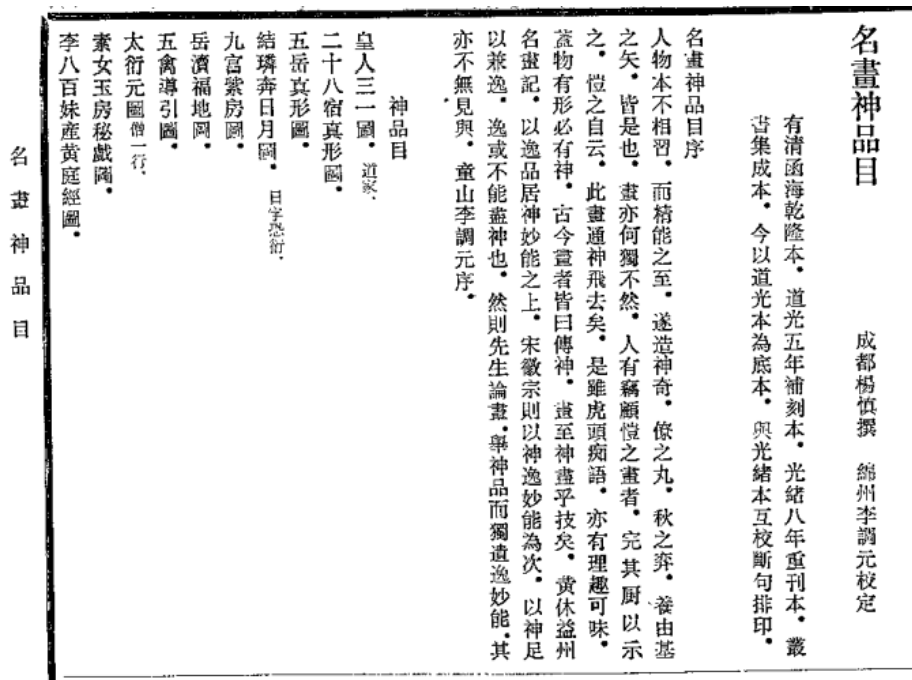 名畫神品目　成都楊慎撰　綿州李調元校定
有清函海乾隆本．道光五年補刻本．光緒八年重刊本．叢
書集成本．今以道光本為底本．與光緒本互校斷句排印．
名畫神品目序
人物本不相習．而精能之至．遂造神奇．僚之丸．秋之弈．養由基
之矢．皆是也．畫亦何獨不然．人有竊顧愷之畫者．完其厨以示
之．愷之自云．此畫通神飛去矣．是雖虎頭痴語．亦有理趣可味．
蓋物有形必有神．古今畫者皆曰傳神．畫至神盡乎技矣．黄休益州
名畫記．以逸品居神妙能之上．宋徽宗則以神逸妙能為次．以神足
以兼逸．逸或不能盡神也．然則先生論畫．舉神品而獨遺逸妙能．其
亦不無見與．童山李調元序．
神品目
皇人三一圖．道家．
二十八宿真形圖．
五岳真形圖．
結璘奔日月圖．日字恐衍．
九宮紫房圖．
岳瀆福地圖．
五禽導引圖．
太衍元圖僧一行．
素女玉房秘戲圖．
李八百妹産黄庭經圖．
名畫神品目